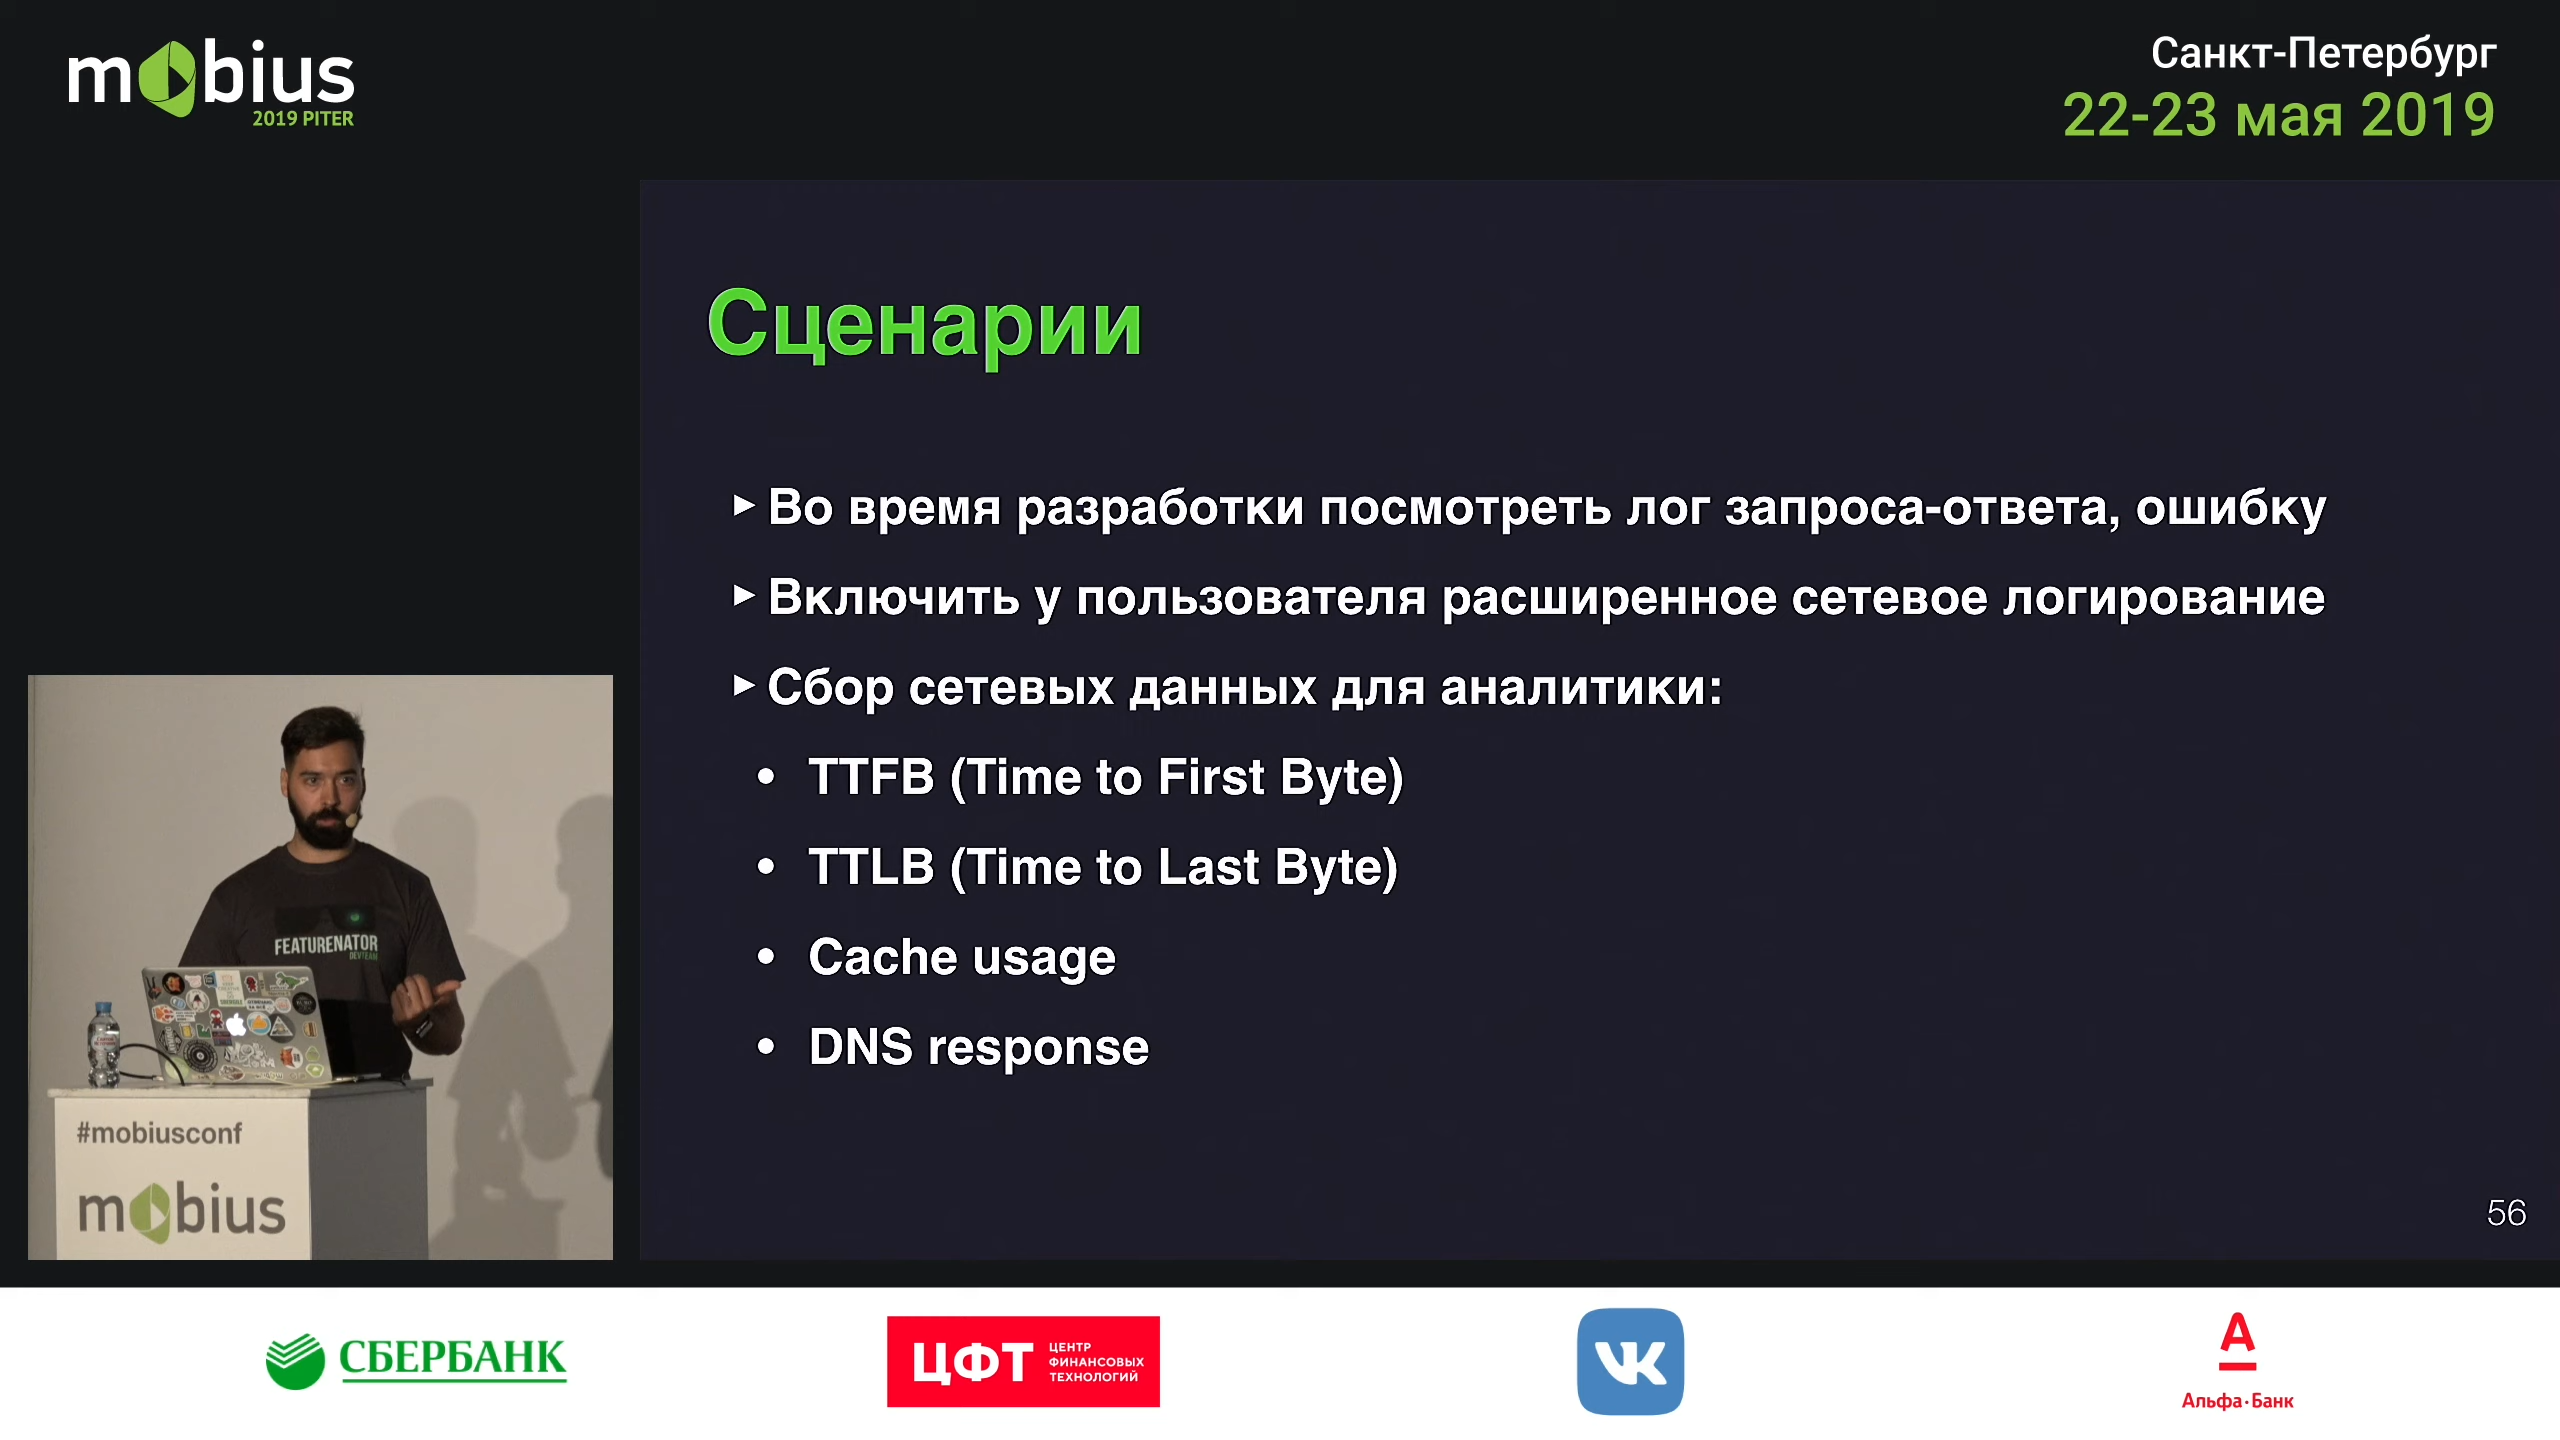 mobius
2019 PITER
Санкт-Петербург
22-23 мая 2019
Сценарии
‣ Во время разработки посмотреть лог запроса-ответа, ошибку
‣ Включить у пользователя расширенное сетевое логирование
‣ Сбор сетевых данных для аналитики:
• TTFB (Time to First Byte)
• TTLB (Time to Last Byte)
• Cache usage
• DNS response
56
FEATURENATOR
DEVTEAM
#mobiusconf
mobius
СБЕРБАНК
ЦФТ
ЦЕНТР
ФИНАНСОВЫХ
ТЕХНОЛОГИЙ
VK
А
Альфа·Банк